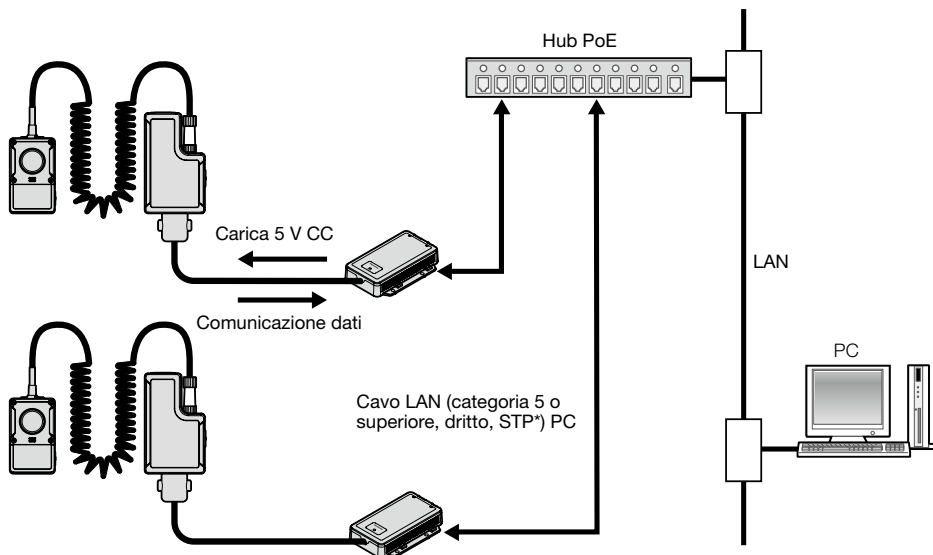 Hub PoE
Carica 5 V CC
LAN
Comunicazione dati
PC
Cavo LAN (categoria 5 o
superiore, dritto, STP*) PC